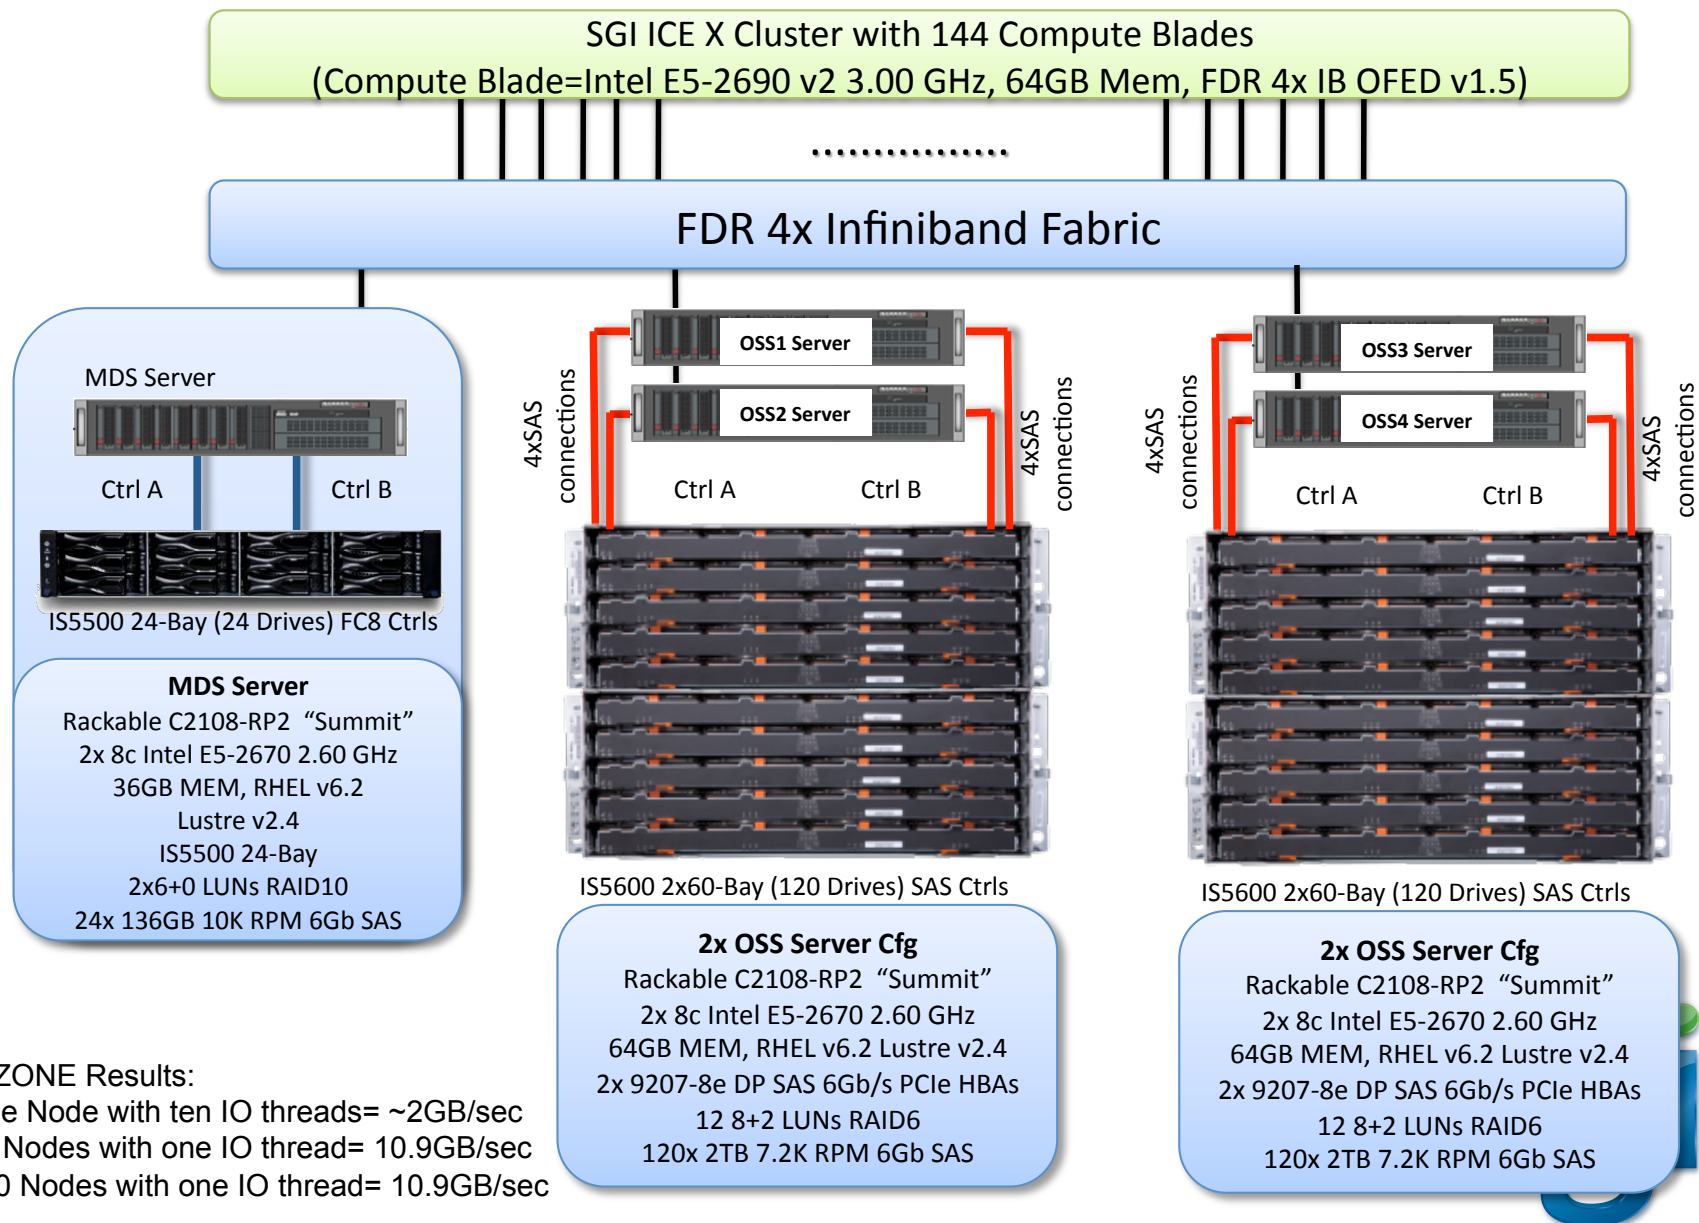 SGI ICE X Cluster with 144 Compute Blades
(Compute Blade=Intel E5-2690 v2 3.00 GHz, 64GB Mem, FDR 4x IB OFED v1.5)
................
FDR 4x Infiniband Fabric
MDS Server
Ctrl A
Ctrl B
IS5500 24-Bay (24 Drives) FC8 Ctrls
MDS Server
Rackable C2108-RP2 “Summit”
2x 8c Intel E5-2670 2.60 GHz
36GB MEM, RHEL v6.2
Lustre v2.4
IS5500 24-Bay
2x6+0 LUNs RAID10
24x 136GB 10K RPM 6Gb SAS
OSS1 Server
OSS2 Server
4xSAS
connections
4xSAS
connections
Ctrl A
Ctrl B
IS5600 2x60-Bay (120 Drives) SAS Ctrls
2x OSS Server Cfg
Rackable C2108-RP2 “Summit”
2x 8c Intel E5-2670 2.60 GHz
64GB MEM, RHEL v6.2 Lustre v2.4
2x 9207-8e DP SAS 6Gb/s PCIe HBAs
12 8+2 LUNs RAID6
120x 2TB 7.2K RPM 6Gb SAS
OSS3 Server
OSS4 Server
4xSAS
connections
4xSAS
connections
Ctrl A
Ctrl B
IS5600 2x60-Bay (120 Drives) SAS Ctrls
2x OSS Server Cfg
Rackable C2108-RP2 “Summit”
2x 8c Intel E5-2670 2.60 GHz
64GB MEM, RHEL v6.2 Lustre v2.4
2x 9207-8e DP SAS 6Gb/s PCIe HBAs
12 8+2 LUNs RAID6
120x 2TB 7.2K RPM 6Gb SAS
ZONE Results:
e Node with ten IO threads= ~2GB/sec
Nodes with one IO thread= 10.9GB/sec
0 Nodes with one IO thread= 10.9GB/sec